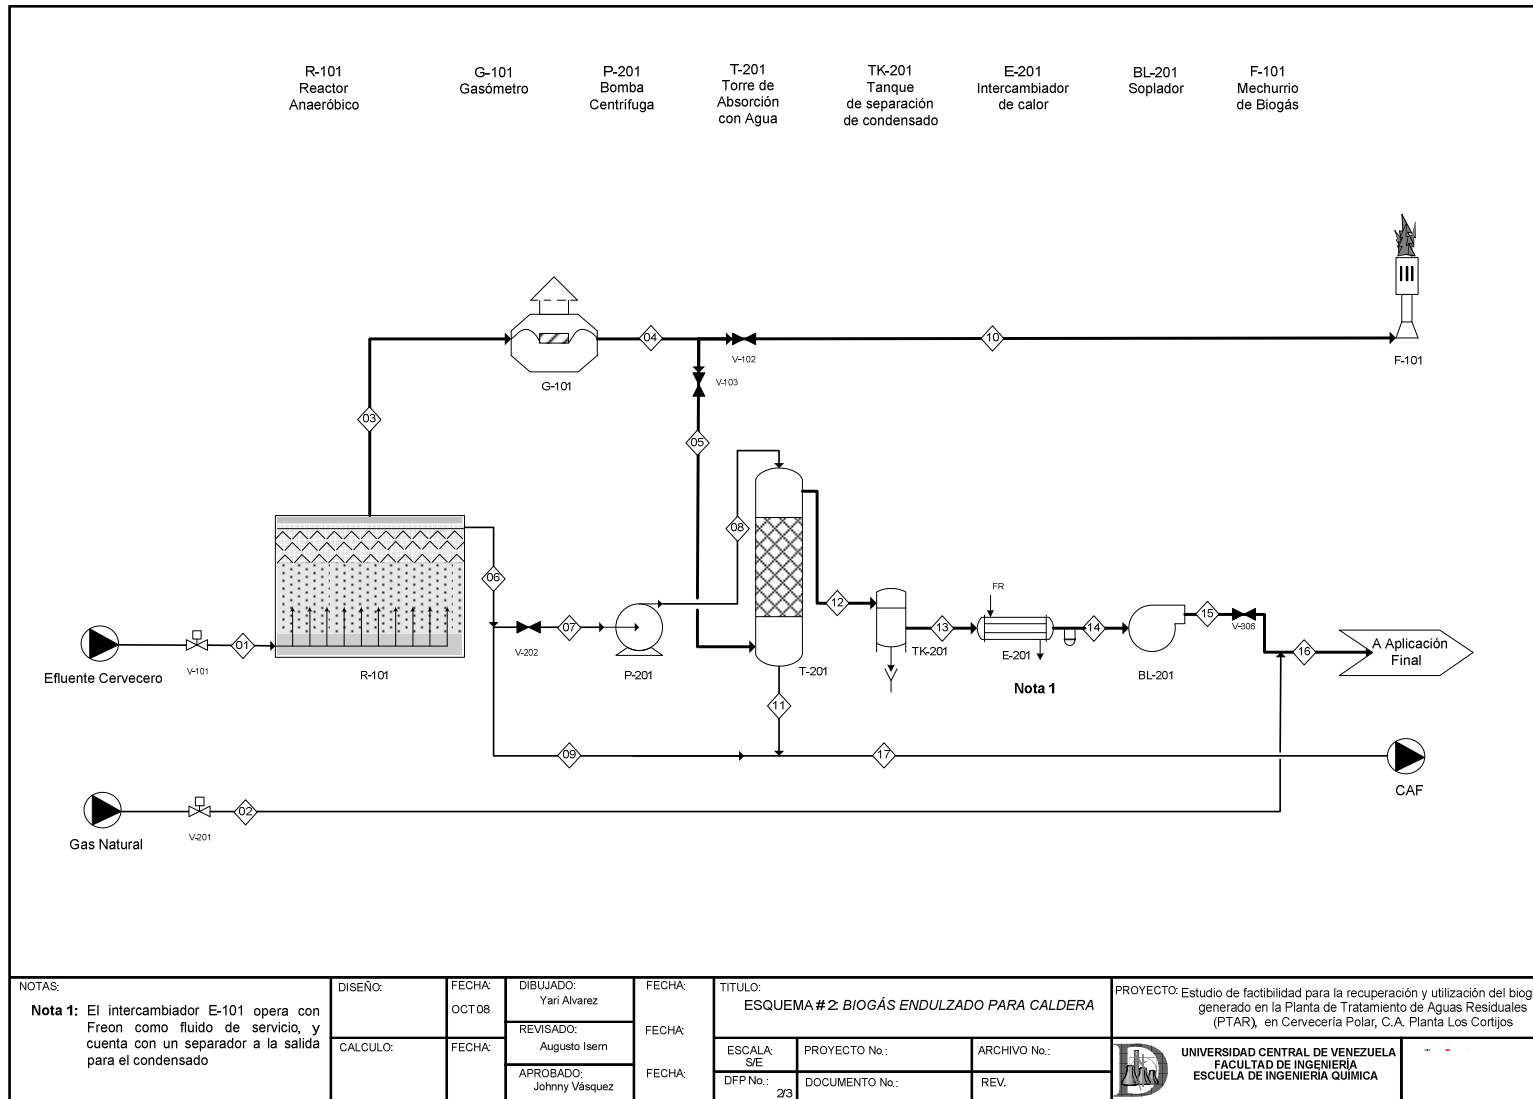 R-101
Reactor
Anaeróbico
G-101
Gasómetro
P-201
Bomba
Centrífuga
T-201
Torre de
Absorción
con Agua
TK-201
Tanque
de separación
de condensado
E-201
Intercambiador
de calor
BL-201
Soplador
F-101
Mechurrio
de Biogás
F-101
10
04
V-102
V-103
G-101
03
05
08
06
07
V-202
P-201
T-201
12
TK-201
13
FR
E-201
Nota 1
14
BL-201
15
V-306
16
A Aplicación
Final
Efluente Cervecero
V-101
01
R-101
11
09
17
CAF
Gas Natural
V-201
02
NOTAS:
Nota 1: El intercambiador E-101 opera con
Freon como fluido de servicio, y
cuenta con un separador a la salida
para el condensado
DISEÑO:
FECHA:
OCT 08
CALCULO:
FECHA:
DIBUJADO:
Yari Alvarez
FECHA:
REVISADO:
Augusto Isern
FECHA:
APROBADO:
Johnny Vásquez
FECHA:
TITULO:
ESQUEMA # 2: BIOGÁS ENDULZADO PARA CALDERA
ESCALA:
S/E
PROYECTO No.:
ARCHIVO No.:
DFP No.:
2/3
DOCUMENTO No.:
REV.
PROYECTO: Estudio de factibilidad para la recuperación y utilización del biog
generado en la Planta de Tratamiento de Aguas Residuales
(PTAR), en Cervecería Polar, C.A. Planta Los Cortijos
UNIVERSIDAD CENTRAL DE VENEZUELA
FACULTAD DE INGENIERÍA
ESCUELA DE INGENIERÍA QUÍMICA